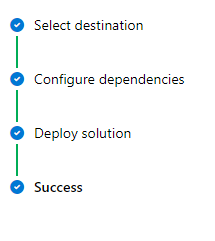 Select destination
Configure dependencies
Deploy solution
Success